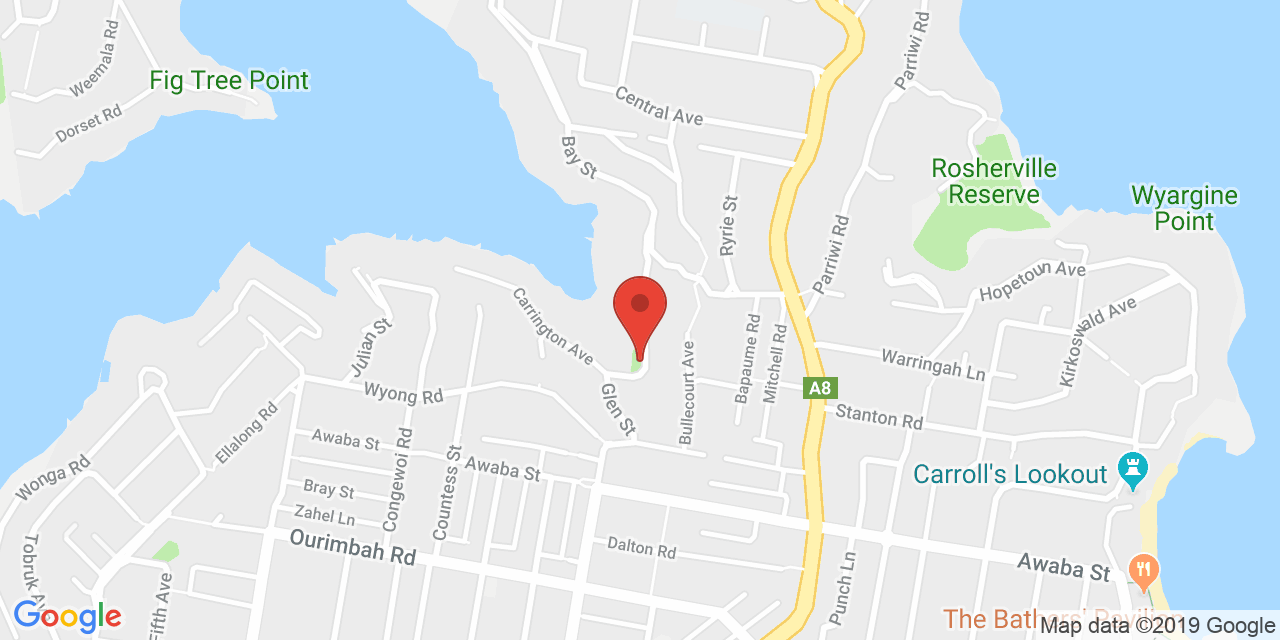 Weemala Rd
Fig Tree Point
Dorset Rd
Parriwi Rd
Central Ave
Bay St
Rosherville
Reserve
Wyargine
Point
Ryrie St
Parriwi Rd
Hopetoun Ave
Carrington Ave
Julian St
Kirkoswald Ave
Bapaume Rd
Mitchell Rd
Warringah Ln
Bullecourt Ave
A8
Wyong Rd
Glen St
Stanton Rd
Ellalong Rd
Awaba St
Congewoi Rd
Countess St
Awaba St
Carroll's Lookout
Wonga Rd
Bray St
Zahel Ln
Ourimbah Rd
Dalton Rd
Awaba St
Punch Ln
Tobruk Ave
Fifth Ave
The Bathers' Pavilion
Google
Map data ©2019 Google